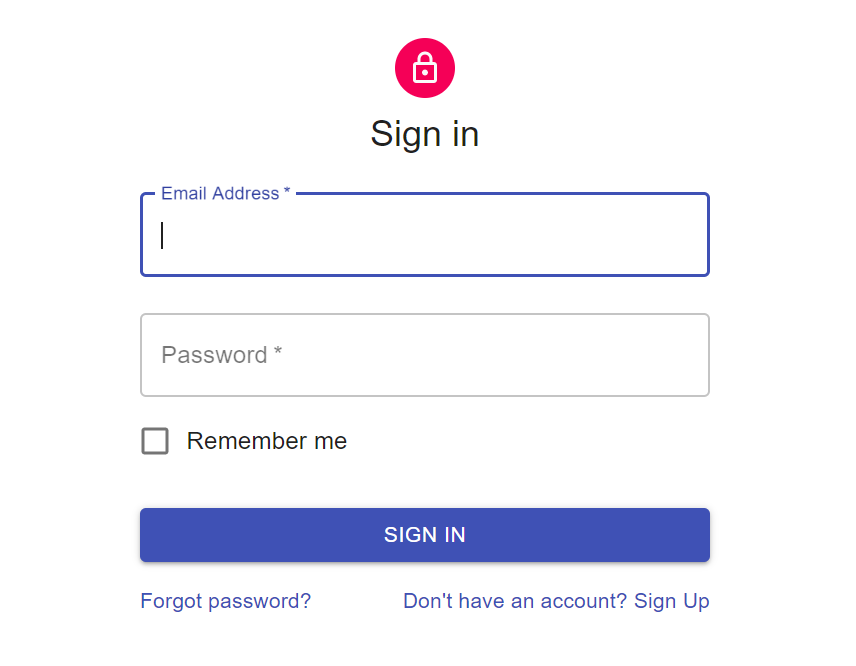 Sign in
Email Address *
Password *
Remember me
SIGN IN
Forgot password?
Don't have an account? Sign Up